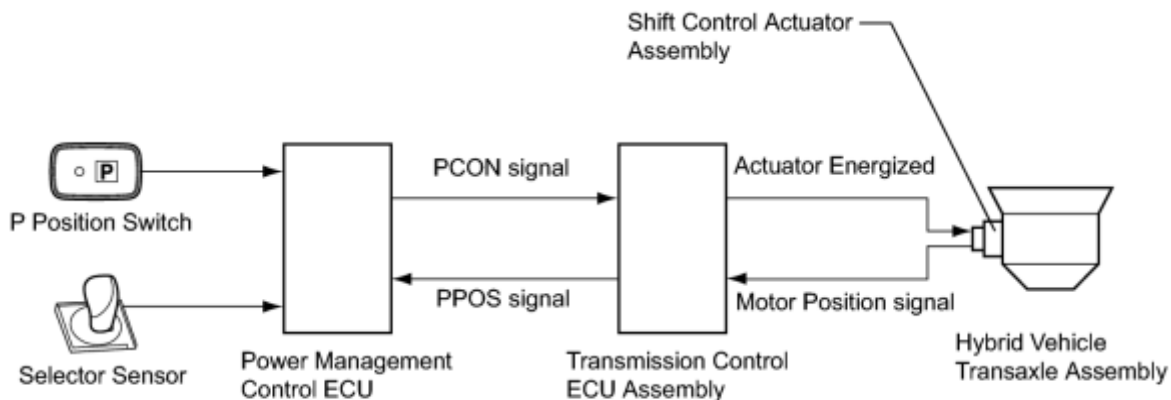 Shift Control Actuator
Assembly
P
P Position Switch
PCON signal
Actuator Energized
PPOS signal
Motor Position signal
Selector Sensor
Power Management
Control ECU
Transmission Control
ECU Assembly
Hybrid Vehicle
Transaxle Assembly